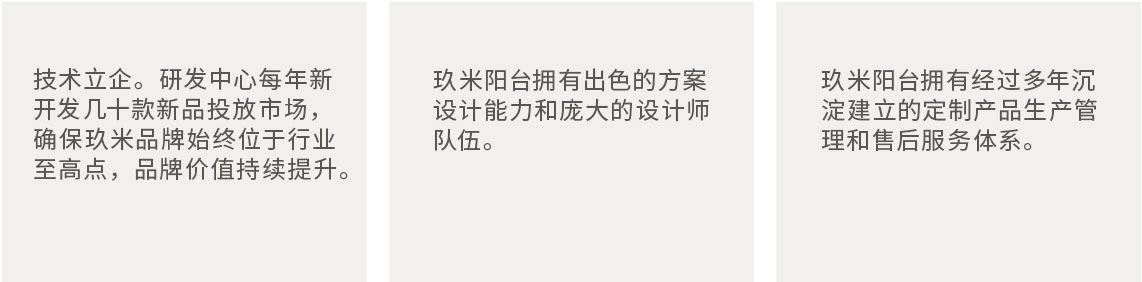 技术立企。研发中心每年新
开发几十款新品投放市场，
确保玖米品牌始终位于行业
至高点，品牌价值持续提升。
玖米阳台拥有出色的方案
设计能力和庞大的设计师
队伍。
玖米阳台拥有经过多年沉
淀建立的定制产品生产管
理和售后服务体系。